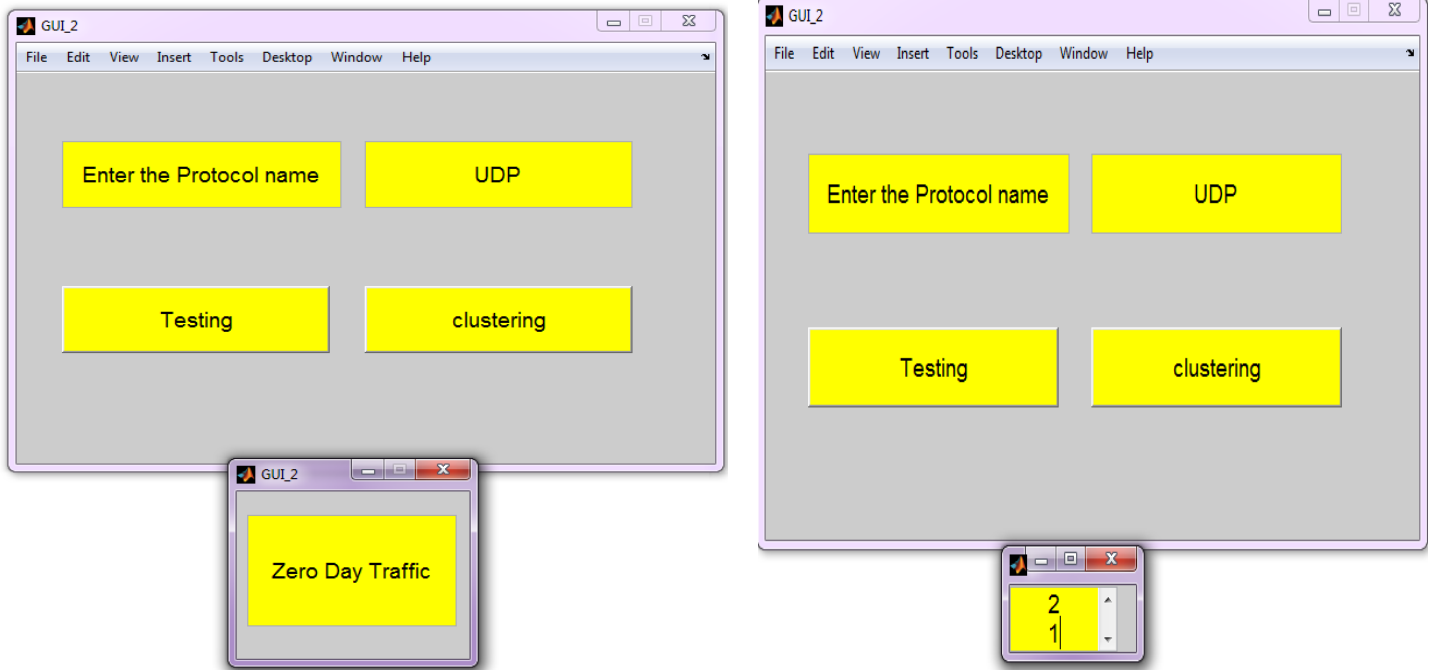 GUI_2
File Edit View Insert Tools Desktop Window Help
Enter the Protocol name UDP
Testing clustering
GUI_2
Zero Day Traffic
GUI_2
File Edit View Insert Tools Desktop Window Help
Enter the Protocol name UDP
Testing clustering
2
1